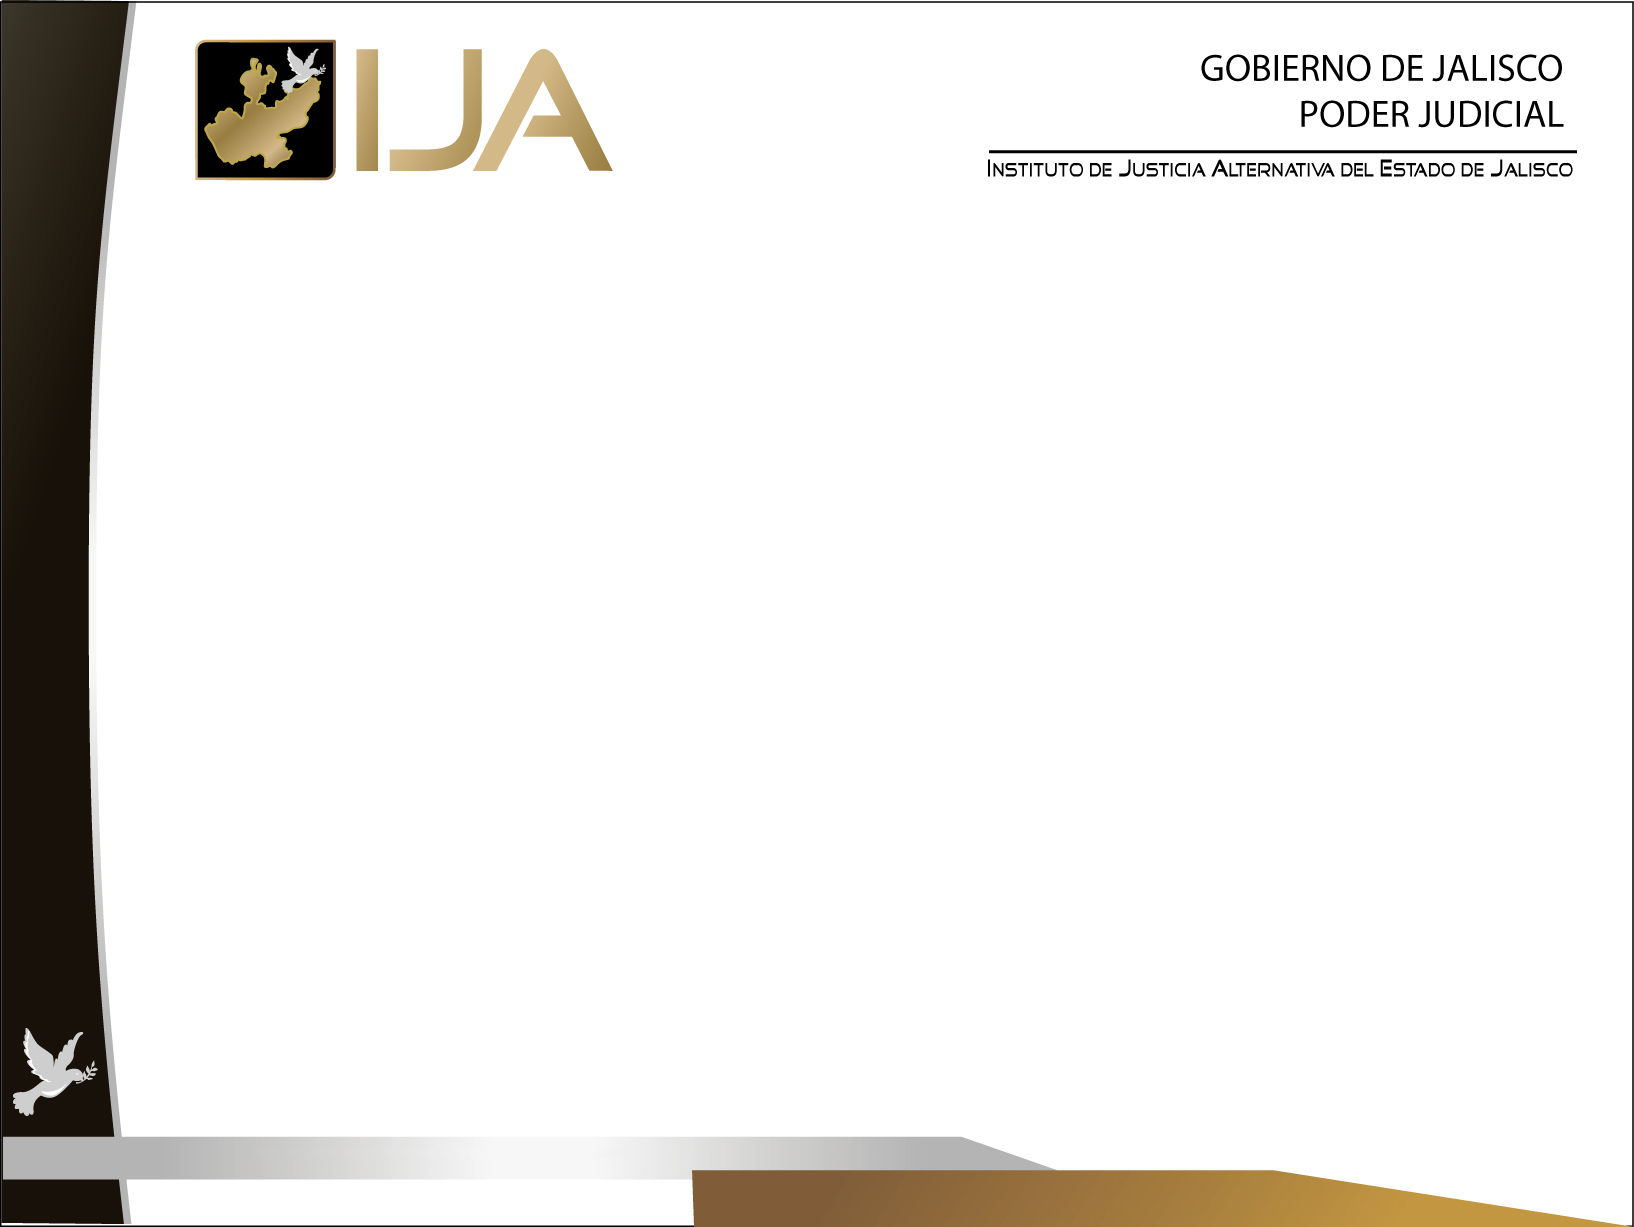 IJA
GOBIERNO DE JALISCO
PODER JUDICIAL
INSTITUTO DE JUSTICIA ALTERNATIVA DEL ESTADO DE JALISCO